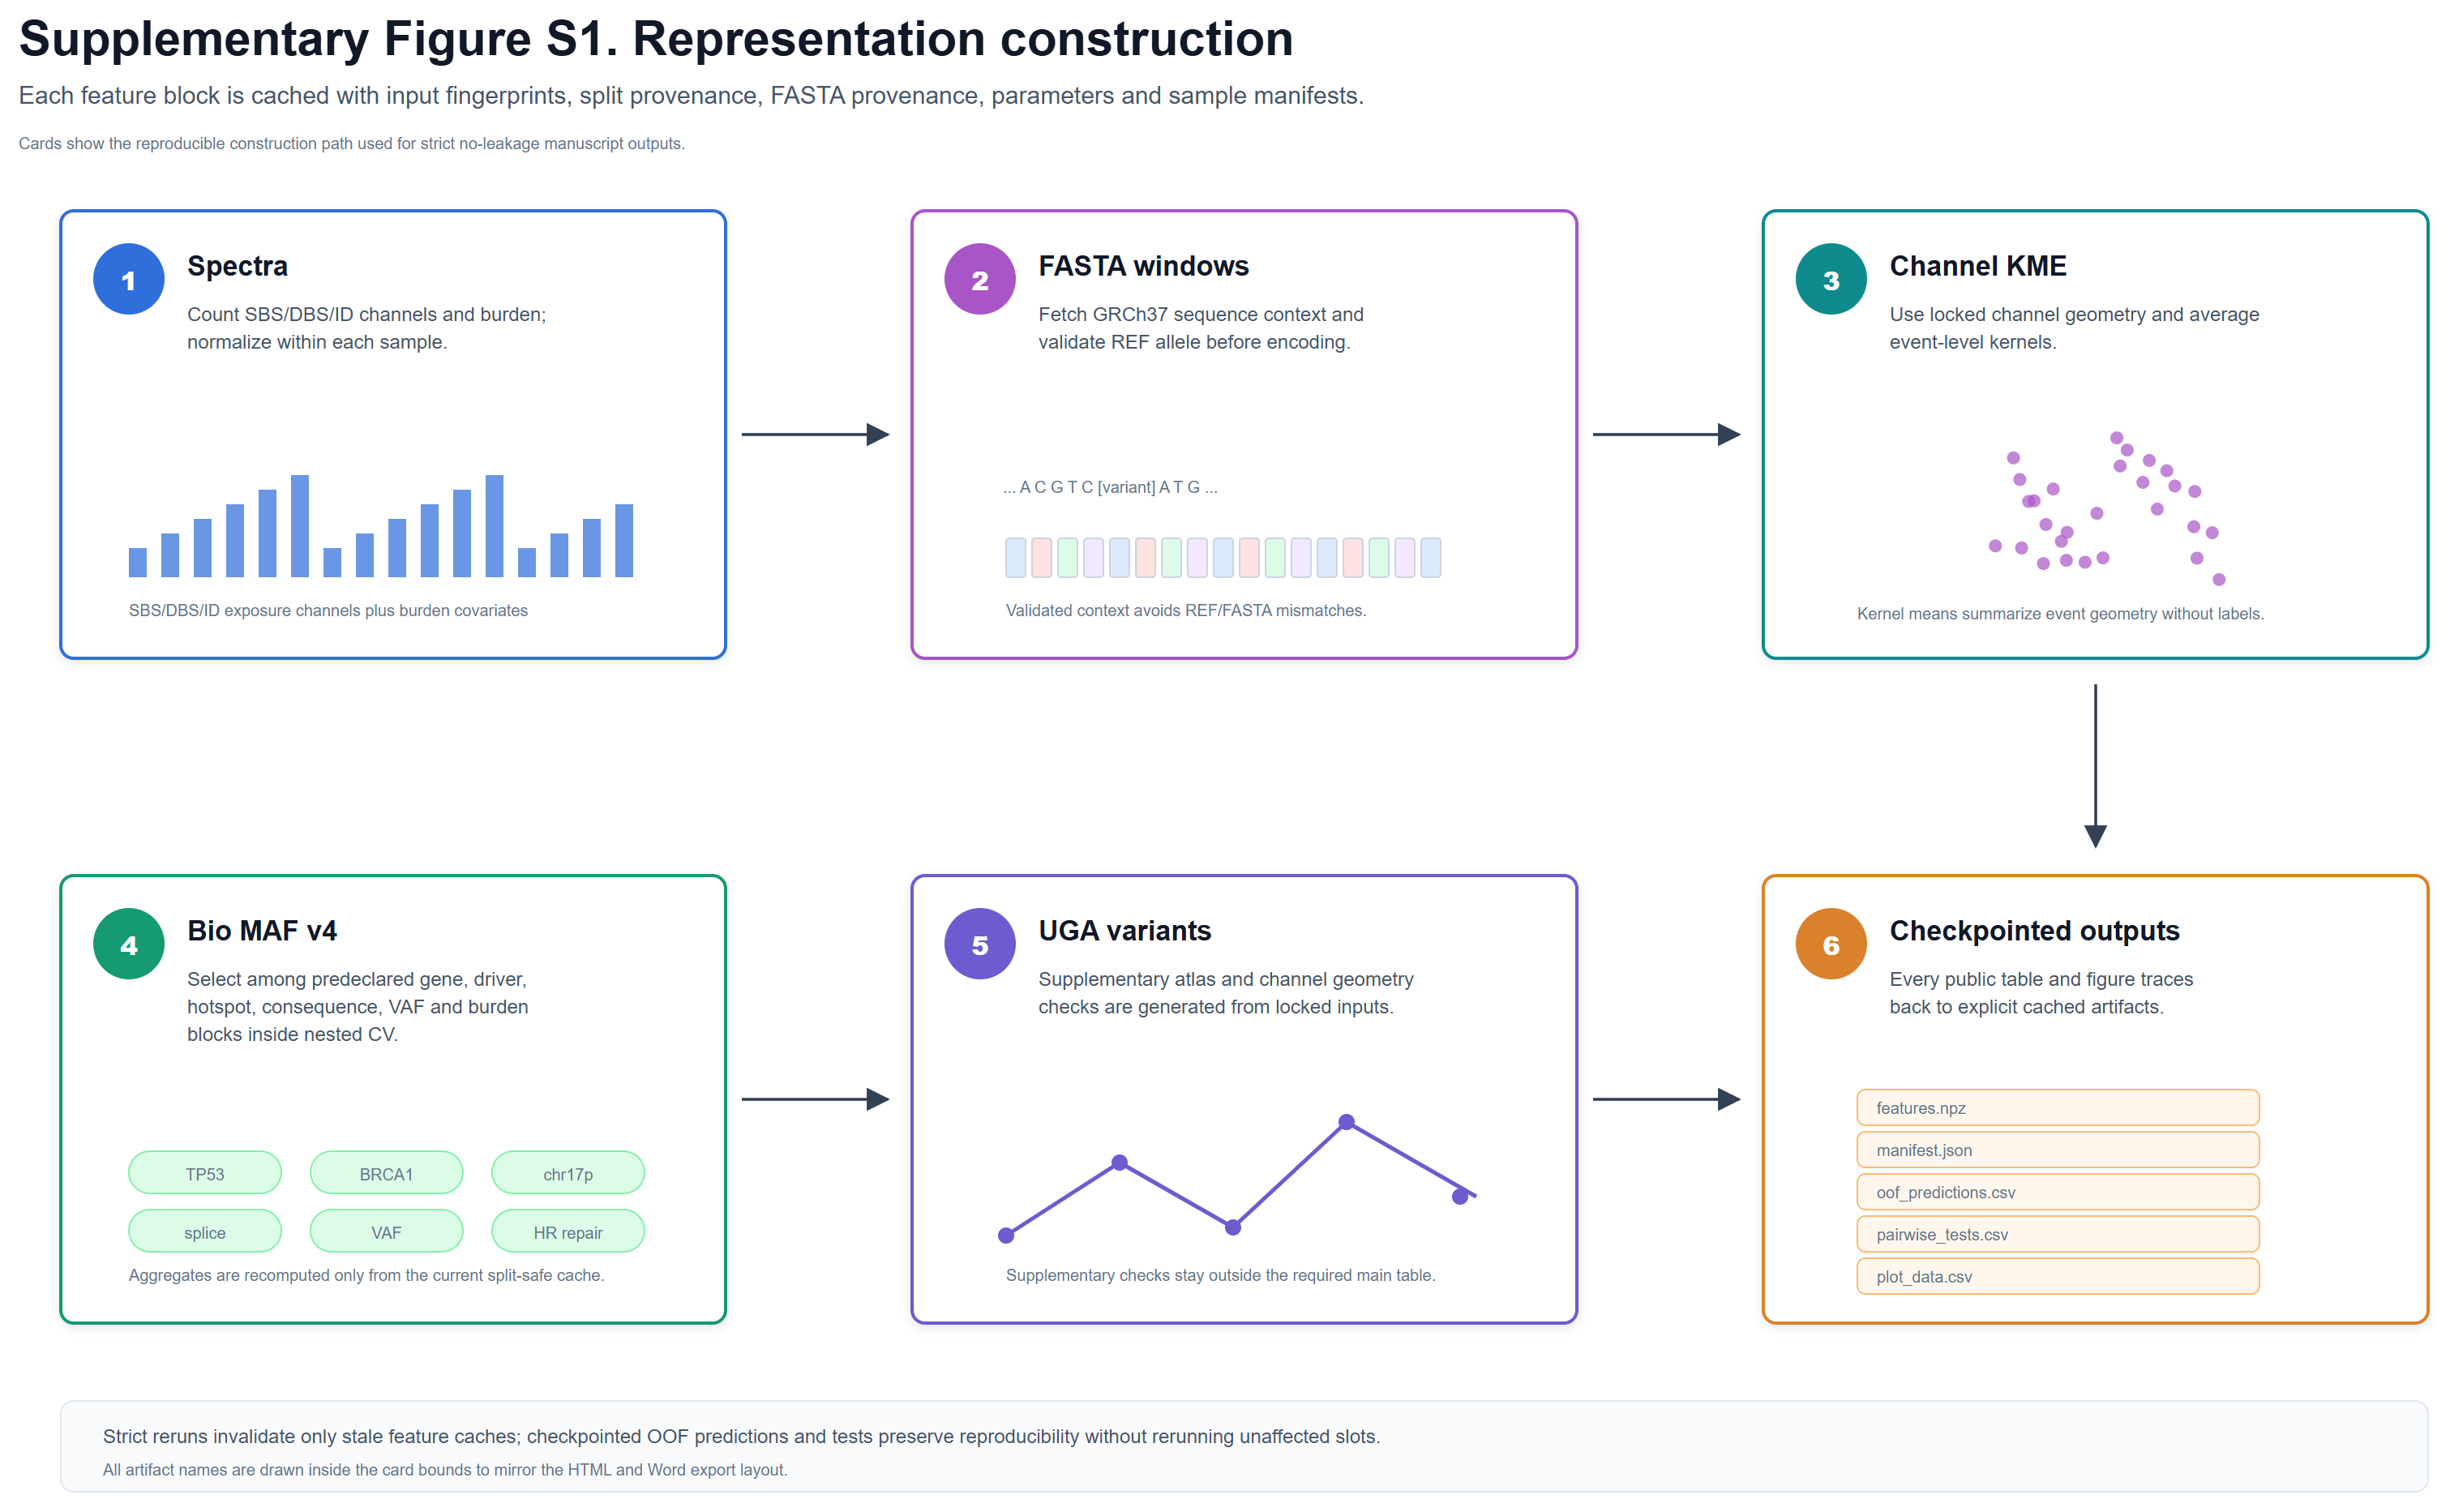 Supplementary Figure S1. Representation construction
Each feature block is cached with input fingerprints, split provenance, FASTA provenance, parameters and sample manifests.
Cards show the reproducible construction path used for strict no-leakage manuscript outputs.
1
Spectra
Count SBS/DBS/ID channels and burden;
normalize within each sample.
SBS/DBS/ID exposure channels plus burden covariates
2
FASTA windows
Fetch GRCh37 sequence context and
validate REF allele before encoding.
... A C G T C [variant] A T G ...
Validated context avoids REF/FASTA mismatches.
3
Channel KME
Use locked channel geometry and average
event-level kernels.
Kernel means summarize event geometry without labels.
4
Bio MAF v4
Select among predeclared gene, driver,
hotspot, consequence, VAF and burden
blocks inside nested CV.
TP53
BRCA1
chr17p
splice
VAF
HR repair
Aggregates are recomputed only from the current split-safe cache.
5
UGA variants
Supplementary atlas and channel geometry
checks are generated from locked inputs.
Supplementary checks stay outside the required main table.
6
Checkpointed outputs
Every public table and figure traces
back to explicit cached artifacts.
features.npz
manifest.json
oof_predictions.csv
pairwise_tests.csv
plot_data.csv
Strict reruns invalidate only stale feature caches; checkpointed OOF predictions and tests preserve reproducibility without rerunning unaffected slots.
All artifact names are drawn inside the card bounds to mirror the HTML and Word export layout.